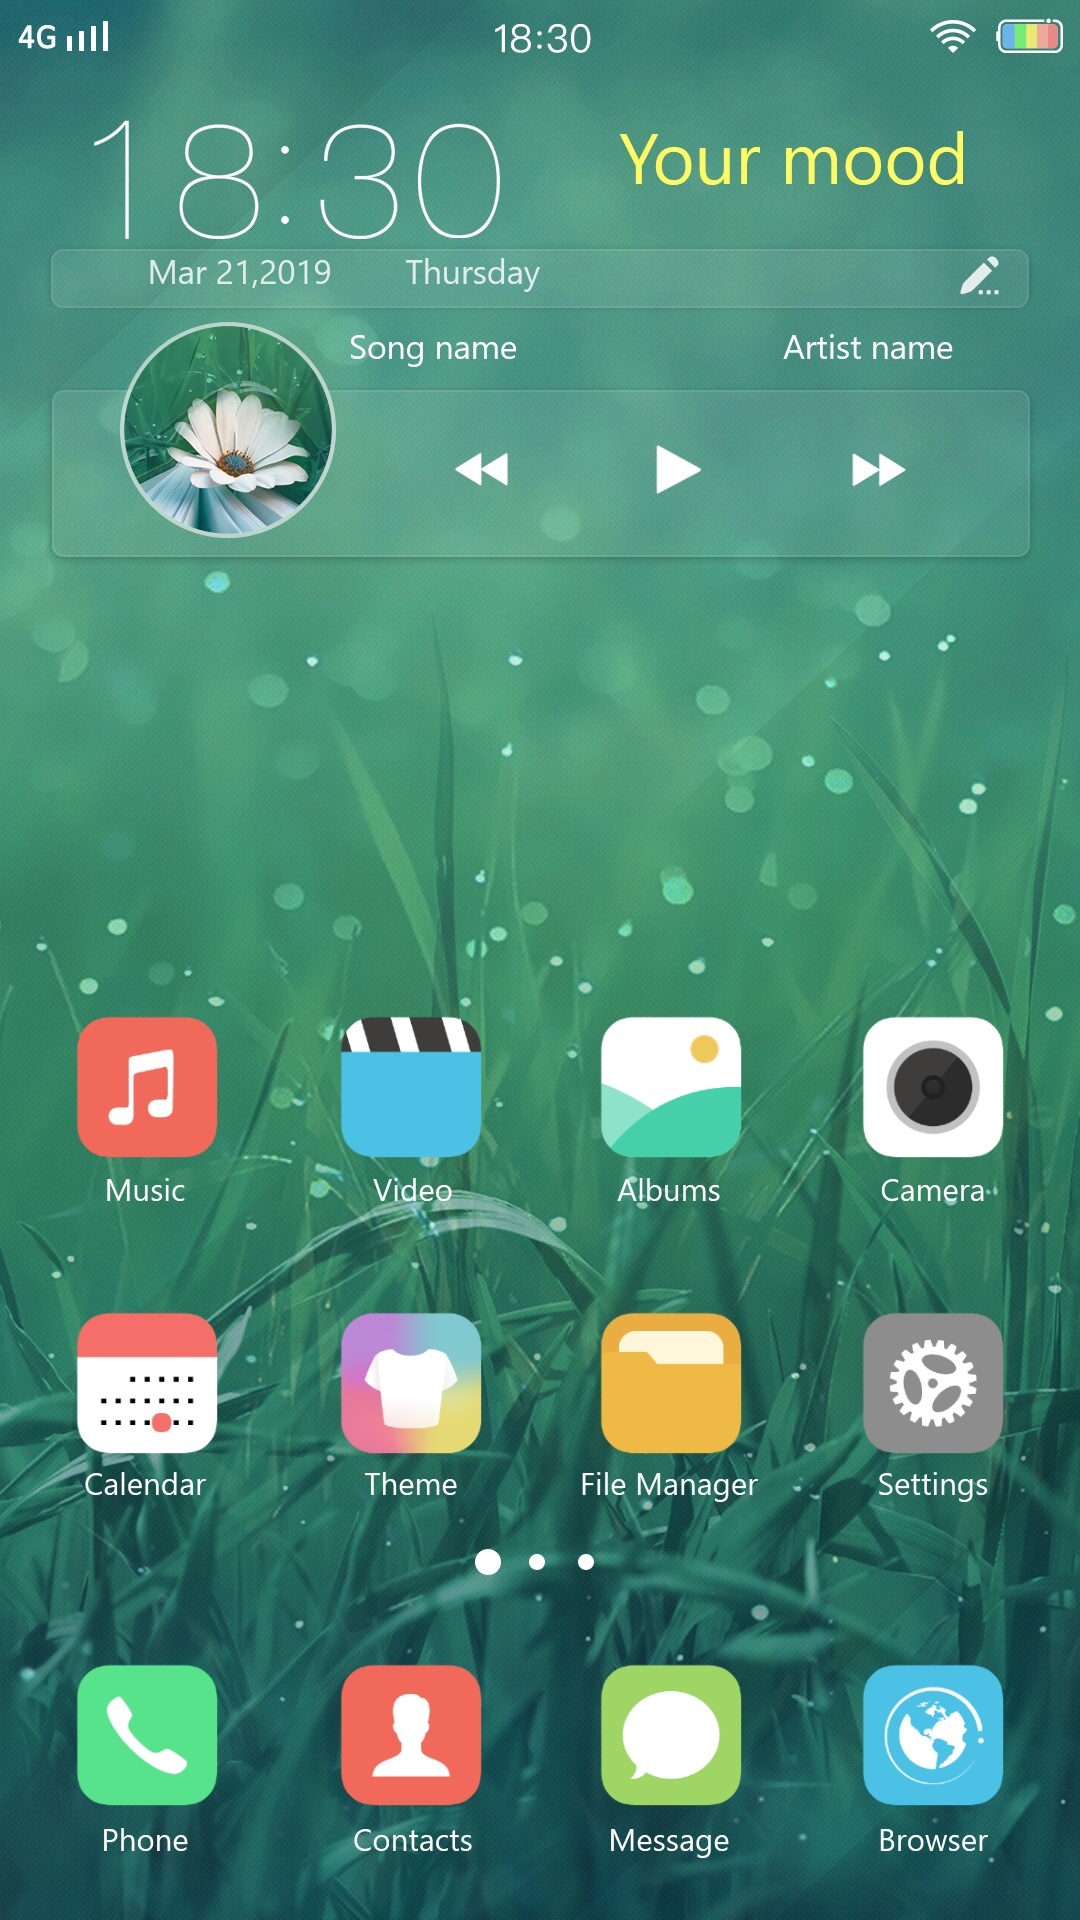 4G 18:30
18:30 Your mood
Mar 21,2019 Thursday
Song name Artist name
Music Video Albums Camera
Calendar Theme File Manager Settings
Phone Contacts Message Browser